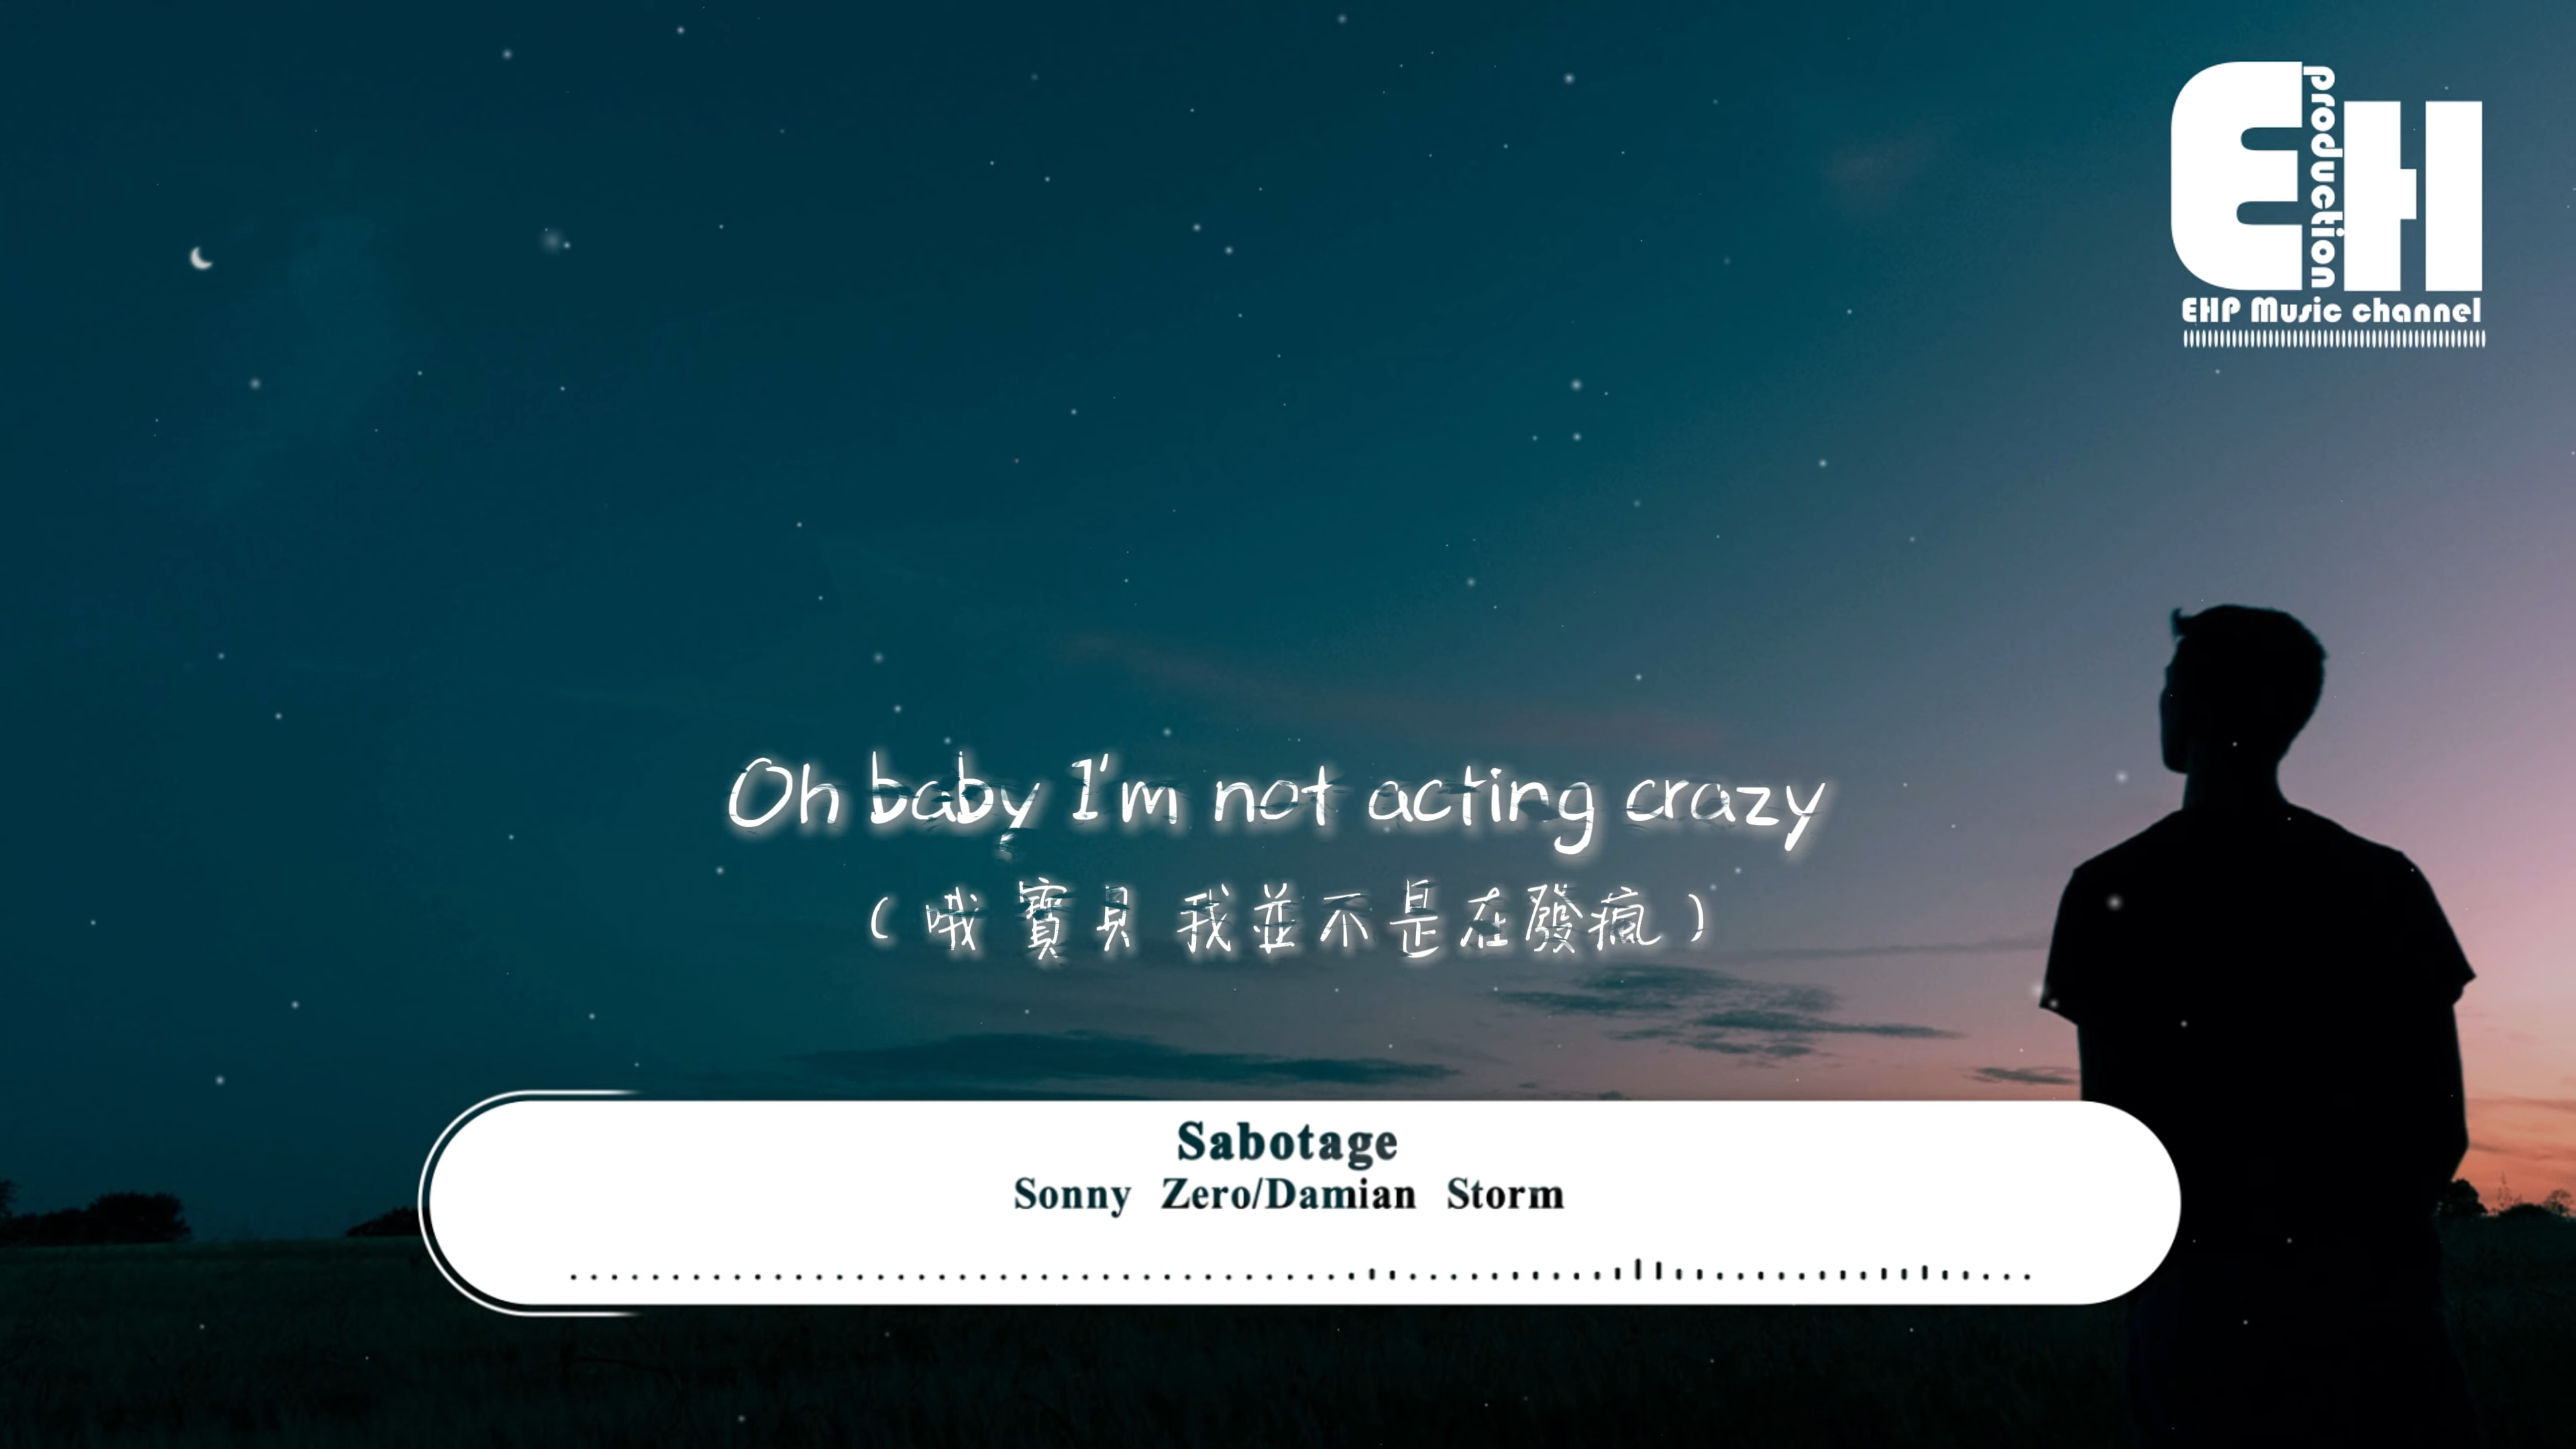 EH
production
EHP Music channel
Oh baby I'm not acting crazy
( 哦 寶貝 我並不是在發瘋 )
Sabotage
Sonny Zero/Damian Storm